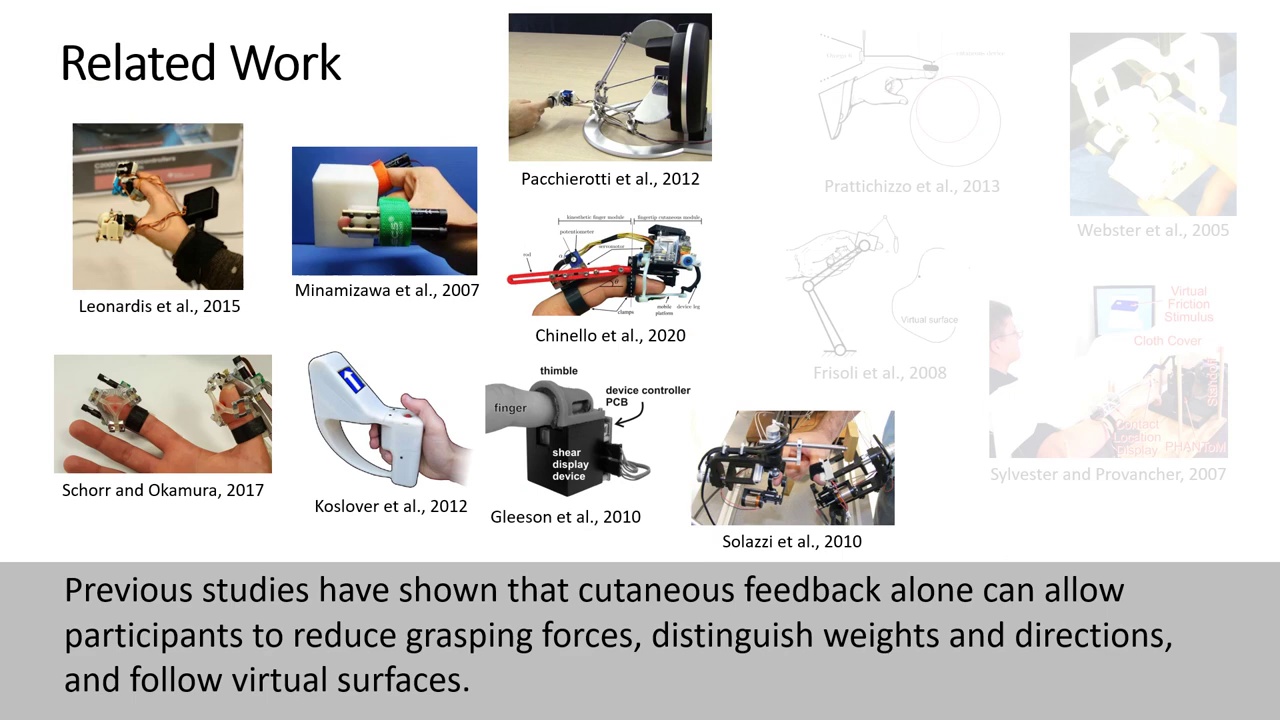 Related Work
Leonardis et al., 2015
Minamizawa et al., 2007
Pacchierotti et al., 2012
kinesthetic finger module
fingertip cutaneous module
potentiometer
servomotor
rod
clamps
mobile
platform
device leg
Chinello et al., 2020
Prattichizzo et al., 2013
Webster et al., 2005
Virtual surface
Frisoli et al., 2008
Virtual
Friction
Stimulus
Cloth Cover
Standoff
Contact
Location
Display
PHANToM
Sylvester and Provancher, 2007
Schorr and Okamura, 2017
Koslover et al., 2012
thimble
finger
device controller
PCB
shear
display
device
Gleeson et al., 2010
Solazzi et al., 2010
Previous studies have shown that cutaneous feedback alone can allow
participants to reduce grasping forces, distinguish weights and directions,
and follow virtual surfaces.